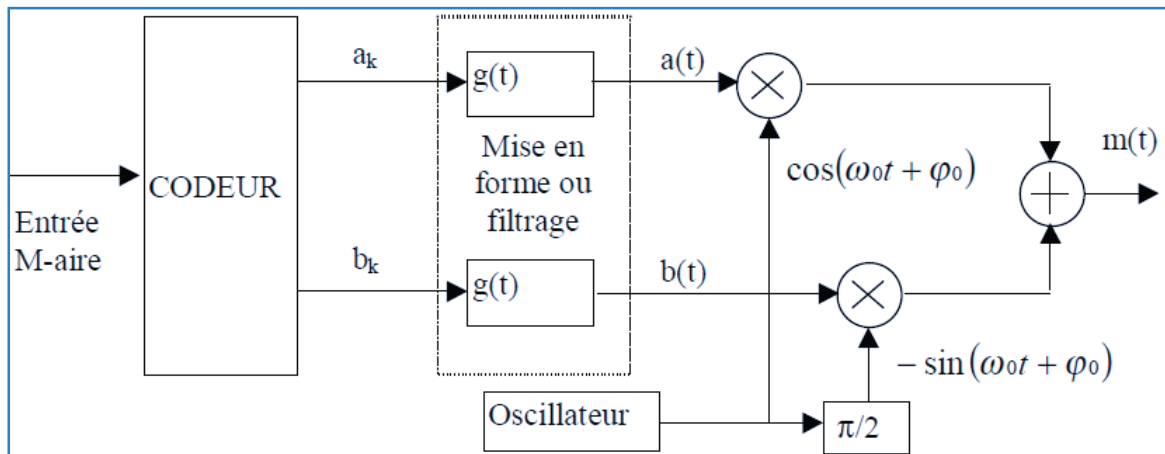 Entrée
M-aire
CODEUR
a_k
b_k
g(t)
Mise en
forme ou
filtrage
g(t)
a(t)
b(t)
cos(ω₀t + φ₀)
− sin(ω₀t + φ₀)
Oscillateur
π/2
m(t)